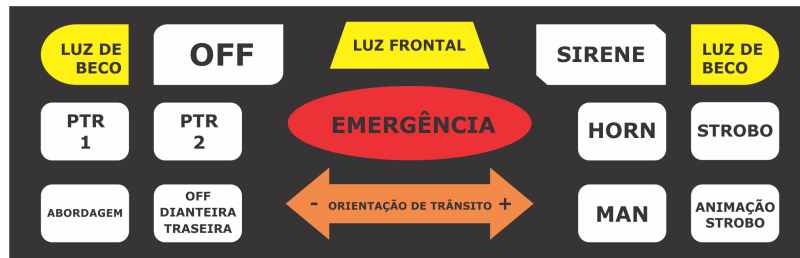 LUZ DE
BECO
OFF
LUZ FRONTAL
SIRENE
LUZ DE
BECO
PTR
1
PTR
2
EMERGÊNCIA
HORN
STROBO
ABORDAGEM
OFF
DIANTEIRA
TRASEIRA
- ORIENTAÇÃO DE TRÂNSITO +
MAN
ANIMAÇÃO
STROBO